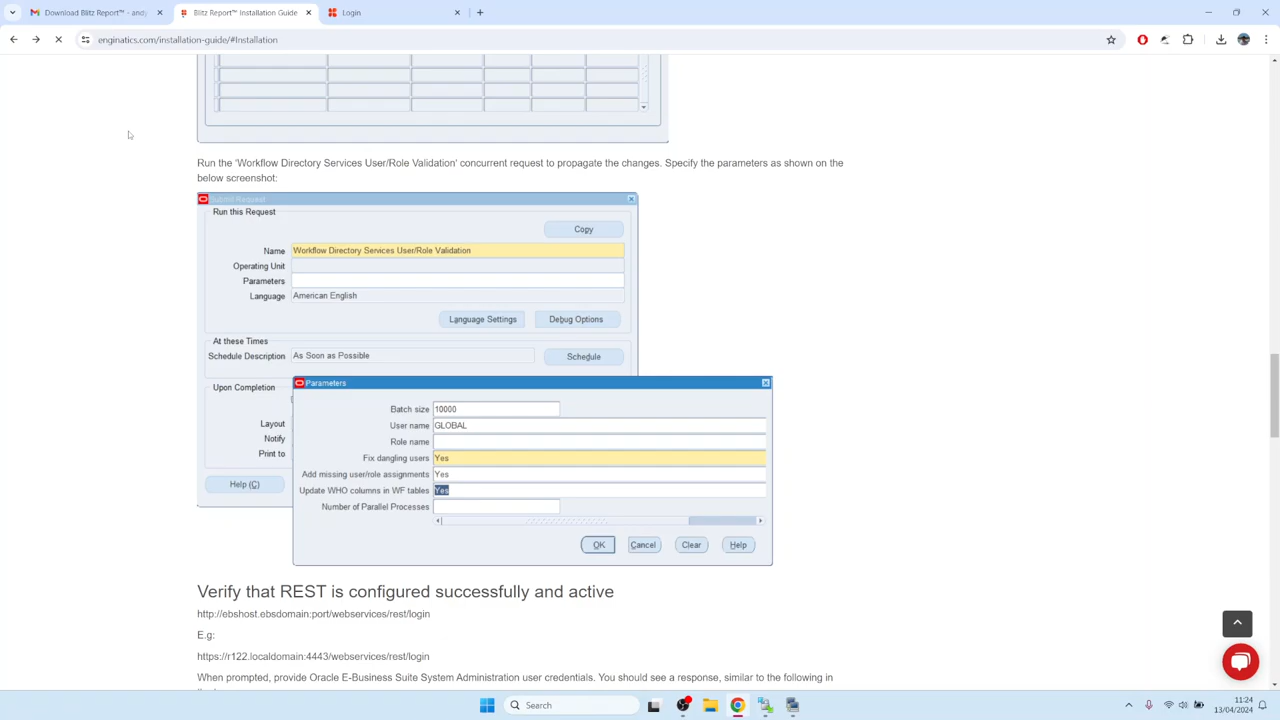 Download Blitz Report™ - andy
Blitz Report™ Installation Guide
Login
enginatics.com/installation-guide/#Installation
Run the 'Workflow Directory Services User/Role Validation' concurrent request to propagate the changes. Specify the parameters as shown on the
below screenshot:
Submit Request
Run this Request
Copy
Name Workflow Directory Services User/Role Validation
Operating Unit
Parameters
Language American English
Language Settings Debug Options
At these Times
Schedule Description As Soon as Possible Schedule
Upon Completion
Layout
Notify
Print to
Help (C)
Parameters
Batch size 10000
User name GLOBAL
Role name
Fix dangling users Yes
Add missing user/role assignments Yes
Update WHO columns in WF tables Yes
Number of Parallel Processes
OK Cancel Clear Help
Verify that REST is configured successfully and active
http://ebshost.ebsdomain:port/webservices/rest/login
E.g:
https://r122.localdomain:4443/webservices/rest/login
When prompted, provide Oracle E-Business Suite System Administration user credentials. You should see a response, similar to the following in
Search
11:24
13/04/2024